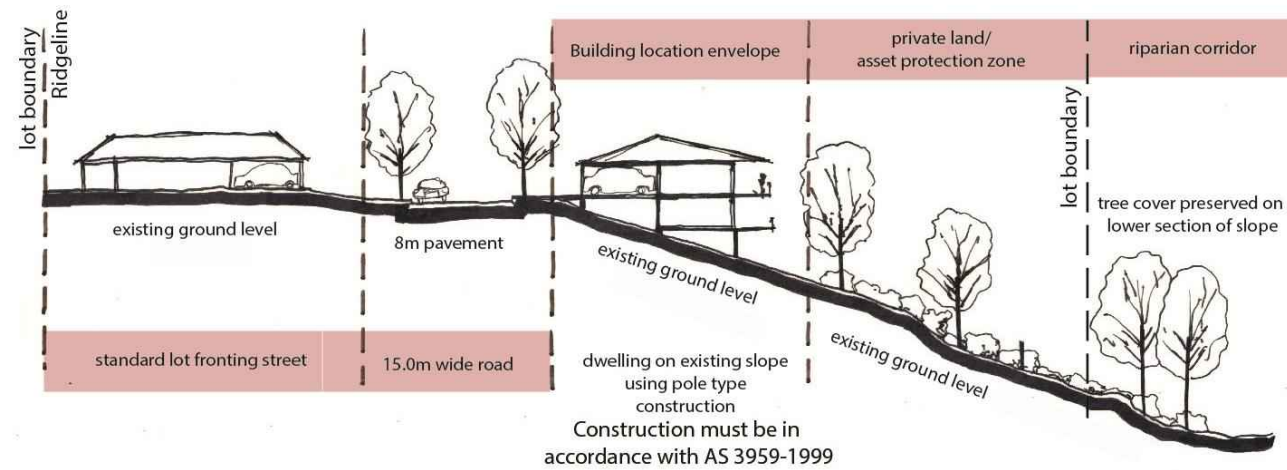 lot boundary
Ridgeline
Building location envelope
private land/
asset protection zone
riparian corridor
lot boundary
existing ground level
8m pavement
existing ground level
existing ground level
tree cover preserved on
lower section of slope
standard lot fronting street
15.0m wide road
dwelling on existing slope
using pole type
construction
Construction must be in
accordance with AS 3959-1999